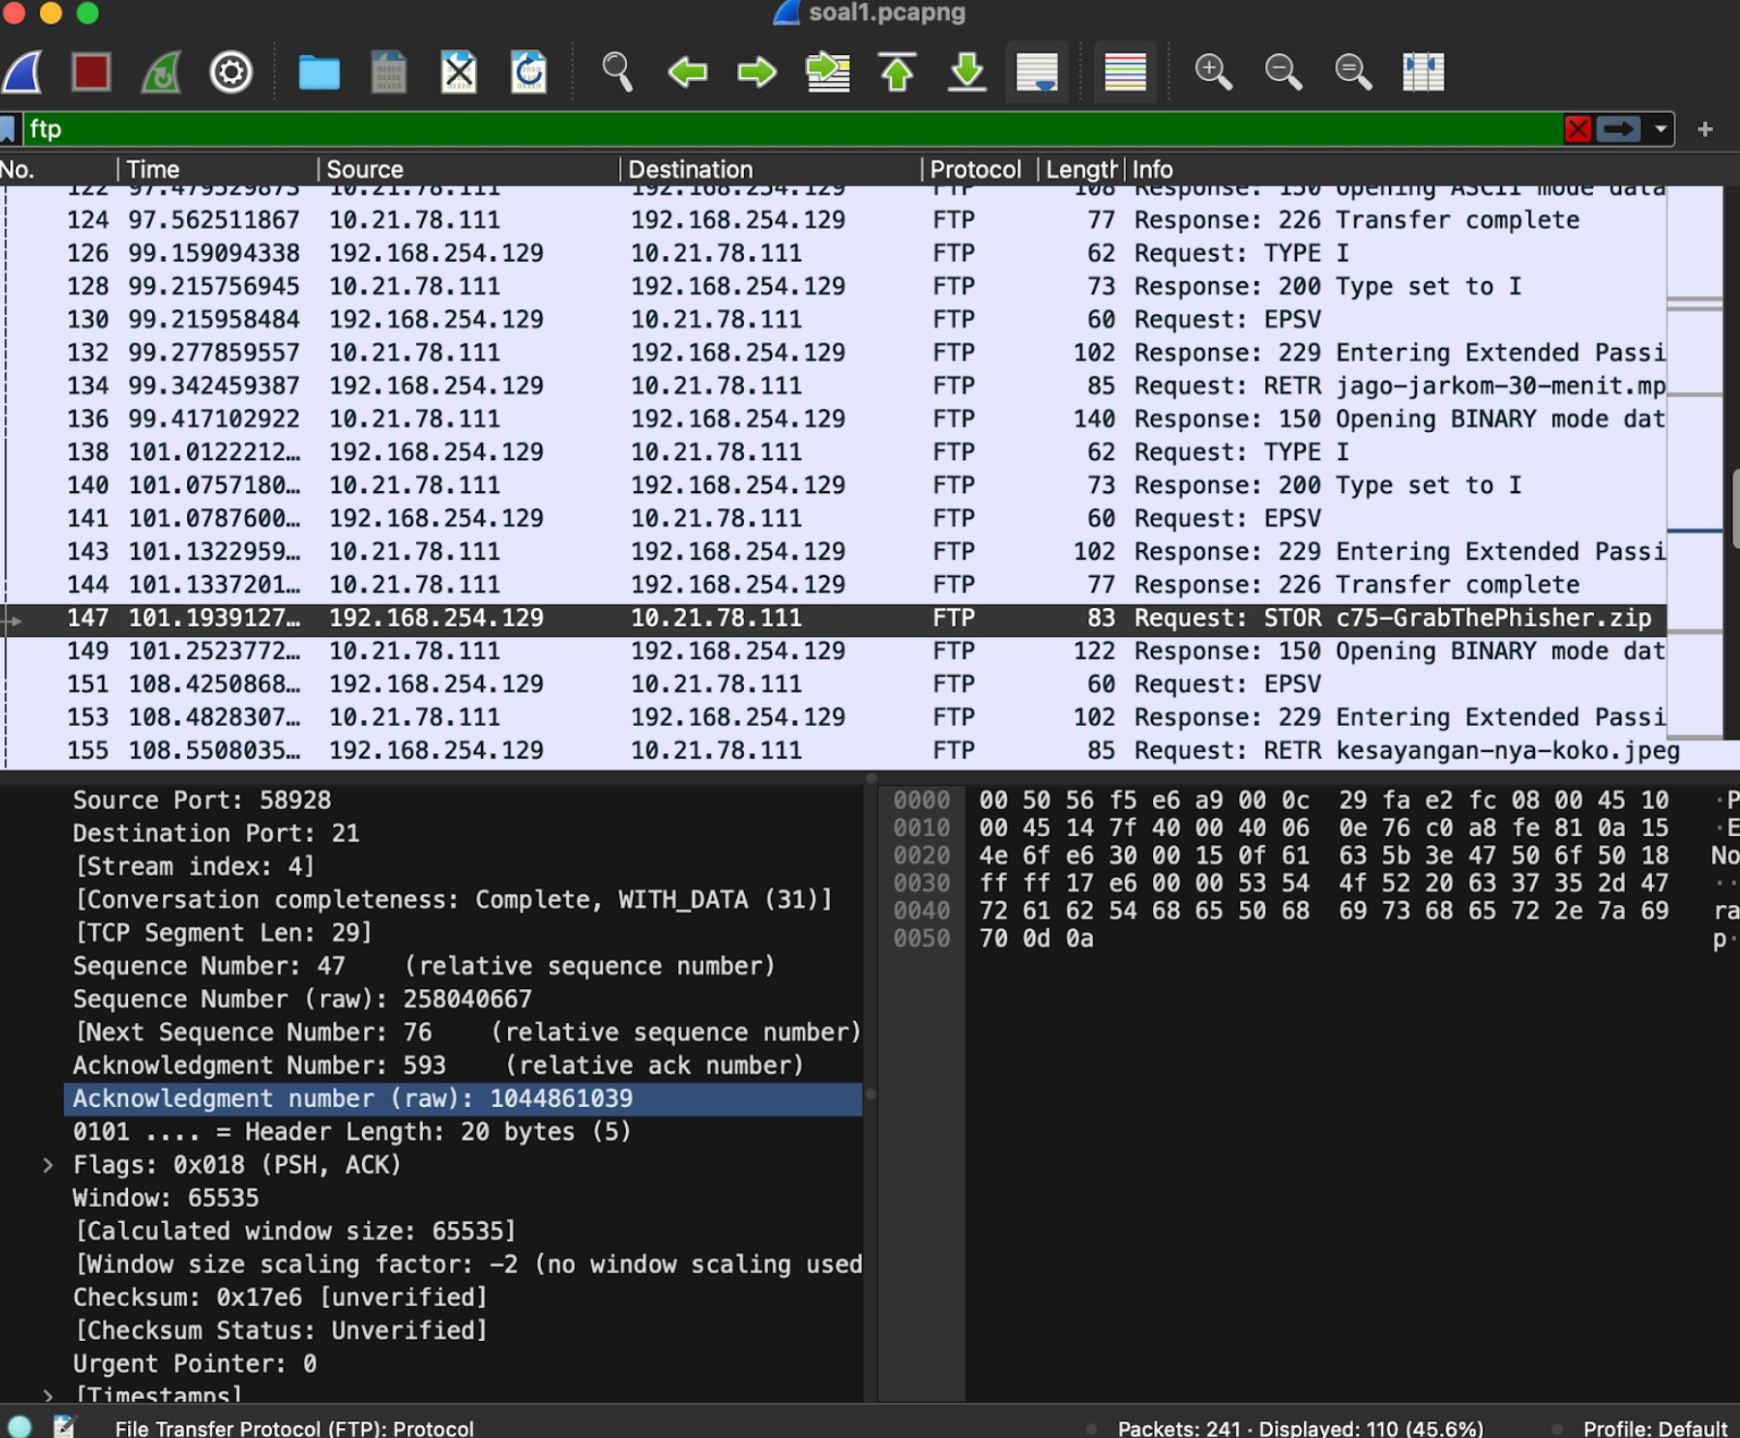 soal1.pcapng
ftp
No. Time Source Destination Protocol Length Info
122 97.479529873 10.21.78.111 192.168.254.129 FTP 108 Response: 150 Opening ASCII mode data
124 97.562511867 10.21.78.111 192.168.254.129 FTP 77 Response: 226 Transfer complete
126 99.159094338 192.168.254.129 10.21.78.111 FTP 62 Request: TYPE I
128 99.215756945 10.21.78.111 192.168.254.129 FTP 73 Response: 200 Type set to I
130 99.215958484 192.168.254.129 10.21.78.111 FTP 60 Request: EPSV
132 99.277859557 10.21.78.111 192.168.254.129 FTP 102 Response: 229 Entering Extended Passi
134 99.342459387 192.168.254.129 10.21.78.111 FTP 85 Request: RETR jago-jarkom-30-menit.mp
136 99.417102922 10.21.78.111 192.168.254.129 FTP 140 Response: 150 Opening BINARY mode dat
138 101.0122212… 192.168.254.129 10.21.78.111 FTP 62 Request: TYPE I
140 101.0757180… 10.21.78.111 192.168.254.129 FTP 73 Response: 200 Type set to I
141 101.0787600… 192.168.254.129 10.21.78.111 FTP 60 Request: EPSV
143 101.1322959… 10.21.78.111 192.168.254.129 FTP 102 Response: 229 Entering Extended Passi
144 101.1337201… 10.21.78.111 192.168.254.129 FTP 77 Response: 226 Transfer complete
147 101.1939127… 192.168.254.129 10.21.78.111 FTP 83 Request: STOR c75-GrabThePhisher.zip
149 101.2523772… 10.21.78.111 192.168.254.129 FTP 122 Response: 150 Opening BINARY mode dat
151 108.4250868… 192.168.254.129 10.21.78.111 FTP 60 Request: EPSV
153 108.4828307… 10.21.78.111 192.168.254.129 FTP 102 Response: 229 Entering Extended Passi
155 108.5508035… 192.168.254.129 10.21.78.111 FTP 85 Request: RETR kesayangan-nya-koko.jpeg
Source Port: 58928
Destination Port: 21
[Stream index: 4]
[Conversation completeness: Complete, WITH_DATA (31)]
[TCP Segment Len: 29]
Sequence Number: 47 (relative sequence number)
Sequence Number (raw): 258040667
[Next Sequence Number: 76 (relative sequence number)
Acknowledgment Number: 593 (relative ack number)
Acknowledgment number (raw): 1044861039
0101 .... = Header Length: 20 bytes (5)
Flags: 0x018 (PSH, ACK)
Window: 65535
[Calculated window size: 65535]
[Window size scaling factor: -2 (no window scaling used
Checksum: 0x17e6 [unverified]
[Checksum Status: Unverified]
Urgent Pointer: 0
[Timestamps]
0000 00 50 56 f5 e6 a9 00 0c 29 fa e2 fc 08 00 45 10 ·P
0010 00 45 14 7f 40 00 40 06 0e 76 c0 a8 fe 81 0a 15 ·E
0020 4e 6f e6 30 00 15 0f 61 63 5b 3e 47 50 6f 50 18 No
0030 ff ff 17 e6 00 00 53 54 4f 52 20 63 37 35 2d 47 ··
0040 72 61 62 54 68 65 50 68 69 73 68 65 72 2e 7a 69 ra
0050 70 0d 0a p·
File Transfer Protocol (FTP): Protocol
Packets: 241 · Displayed: 110 (45.6%)
Profile: Default